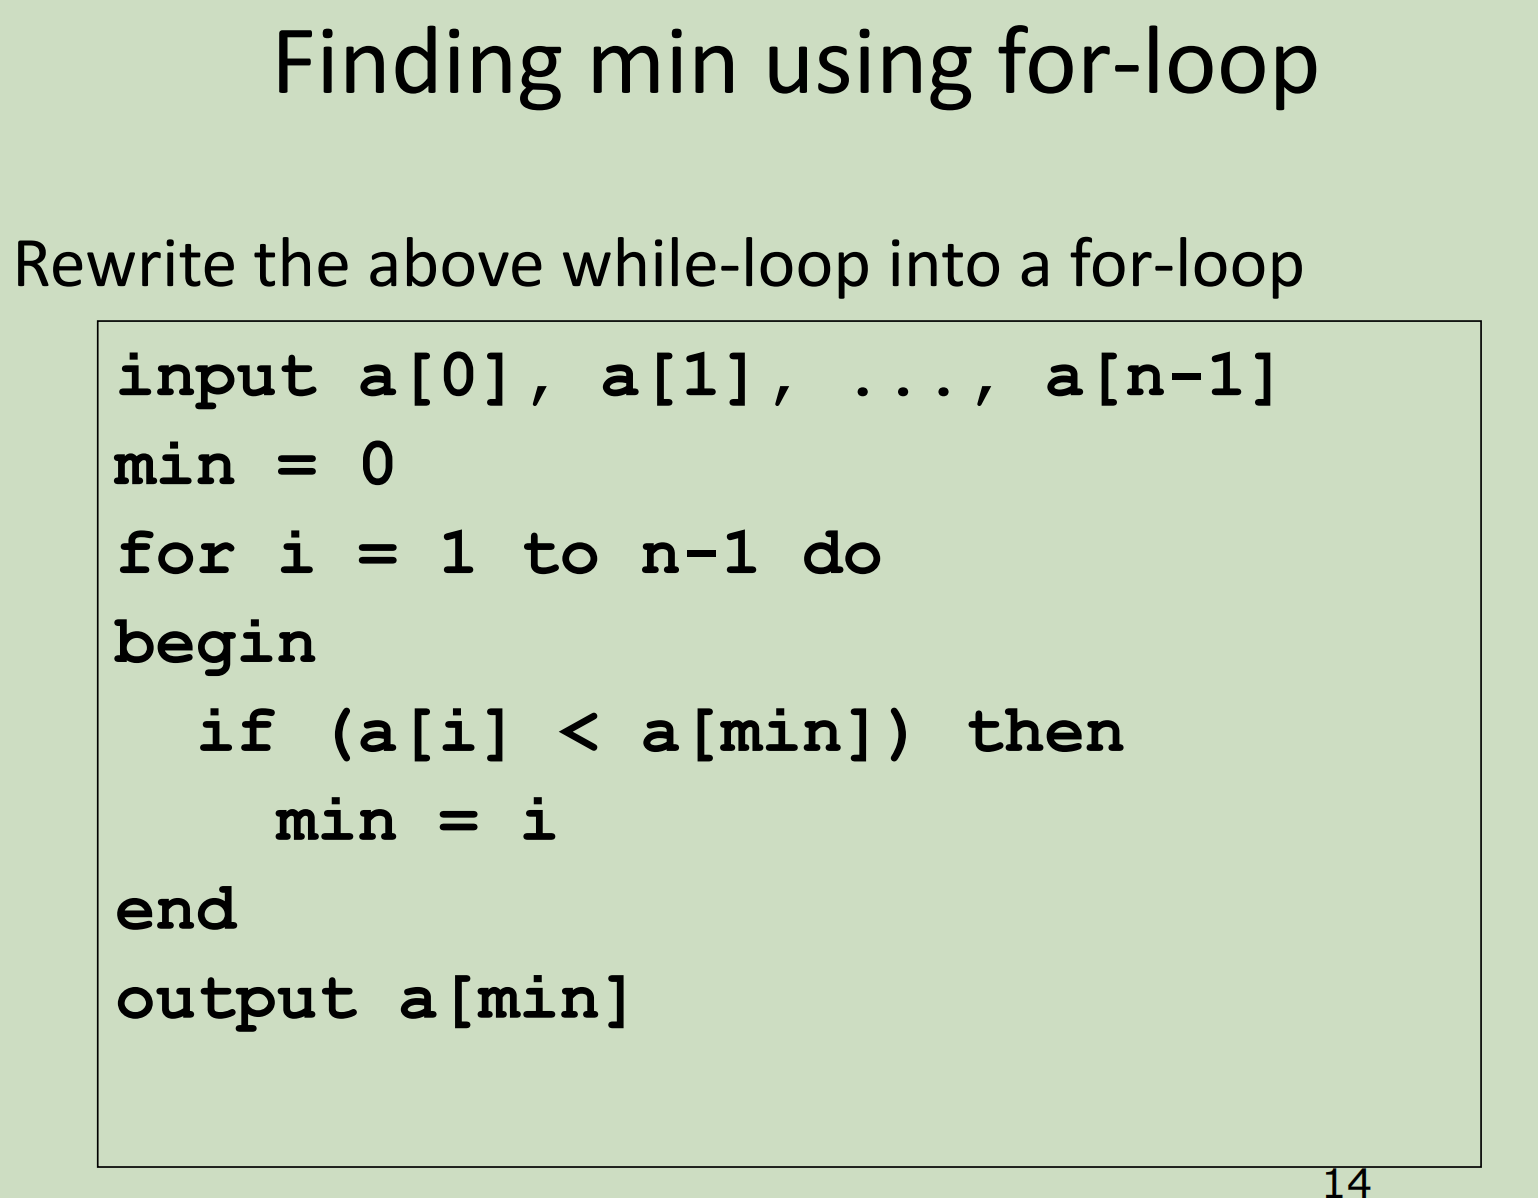 Finding min using for-loop
Rewrite the above while-loop into a for-loop
input a[0], a[1], ..., a[n-1]
min = 0
for i = 1 to n-1 do
begin
  if (a[i] < a[min]) then
    min = i
end
output a[min]
14